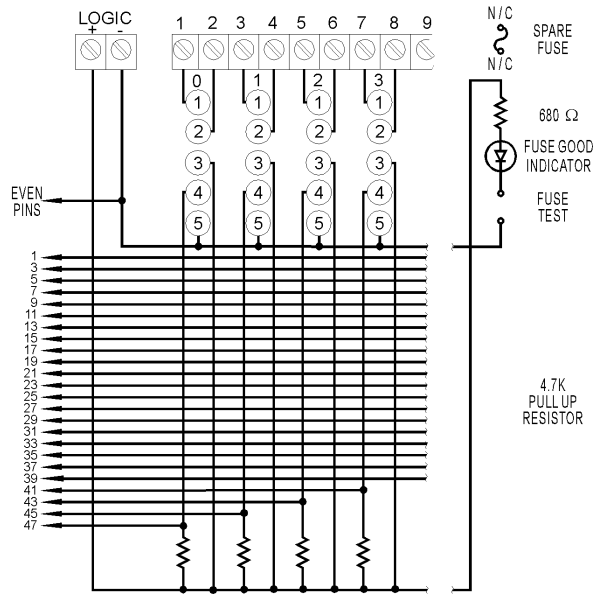 LOGIC
+ -
1 2 3 4 5 6 7 8 9
N/C
SPARE
FUSE
N/C
0 1 2 3
1 1 1 1
2 2 2 2
3 3 3 3
4 4 4 4
5 5 5 5
680 Ω
FUSE GOOD
INDICATOR
FUSE
TEST
EVEN
PINS
1
3
5
7
9
11
13
15
17
19
21
23
25
27
29
31
33
35
37
39
41
43
45
47
4.7K
PULL UP
RESISTOR